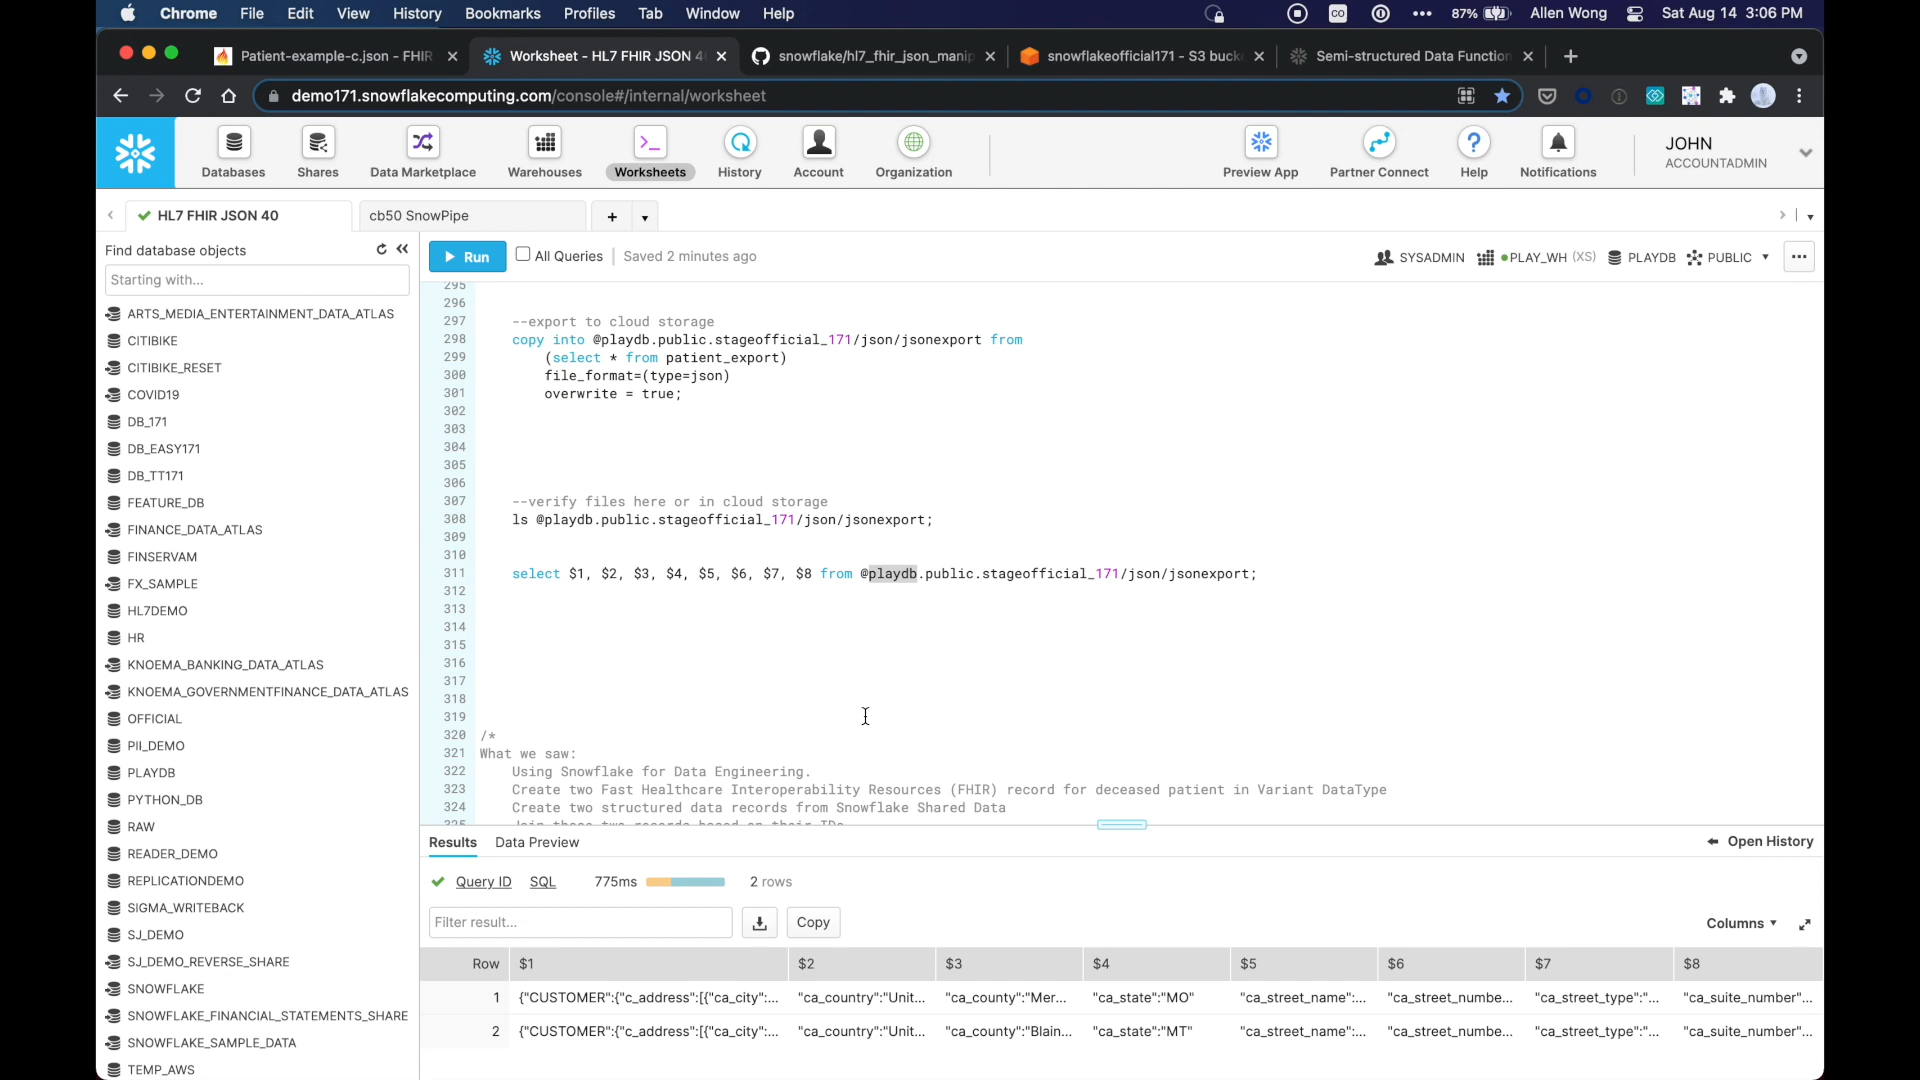 Chrome File Edit View History Bookmarks Profiles Tab Window Help CO 87% Allen Wong Sat Aug 14 3:06 PM
Patient-example-c.json - FHIR Worksheet - HL7 FHIR JSON 4 snowflake/hl7_fhir_json_manip snowflakeofficial171 - S3 buck Semi-structured Data Function
demo171.snowflakecomputing.com/console#/internal/worksheet
Databases Shares Data Marketplace Warehouses Worksheets History Account Organization Preview App Partner Connect Help Notifications
JOHN
ACCOUNTADMIN
HL7 FHIR JSON 40 cb50 SnowPipe
Find database objects
Starting with...
ARTS_MEDIA_ENTERTAINMENT_DATA_ATLAS
CITIBIKE
CITIBIKE_RESET
COVID19
DB_171
DB_EASY171
DB_TT171
FEATURE_DB
FINANCE_DATA_ATLAS
FINSERVAM
FX_SAMPLE
HL7DEMO
HR
KNOEMA_BANKING_DATA_ATLAS
KNOEMA_GOVERNMENTFINANCE_DATA_ATLAS
OFFICIAL
PII_DEMO
PLAYDB
PYTHON_DB
RAW
READER_DEMO
REPLICATIONDEMO
SIGMA_WRITEBACK
SJ_DEMO
SJ_DEMO_REVERSE_SHARE
SNOWFLAKE
SNOWFLAKE_FINANCIAL_STATEMENTS_SHARE
SNOWFLAKE_SAMPLE_DATA
TEMP_AWS
Run All Queries Saved 2 minutes ago SYSADMIN PLAY_WH (XS) PLAYDB PUBLIC
295
296
297 --export to cloud storage
298 copy into @playdb.public.stageofficial_171/json/jsonexport from
299 (select * from patient_export)
300 file_format=(type=json)
301 overwrite = true;
302
303
304
305
306
307 --verify files here or in cloud storage
308 ls @playdb.public.stageofficial_171/json/jsonexport;
309
310
311 select $1, $2, $3, $4, $5, $6, $7, $8 from @playdb.public.stageofficial_171/json/jsonexport;
312
313
314
315
316
317
318
319
320 /*
321 What we saw:
322 Using Snowflake for Data Engineering.
323 Create two Fast Healthcare Interoperability Resources (FHIR) record for deceased patient in Variant DataType
324 Create two structured data records from Snowflake Shared Data
325 Join these two records based on their IDs
Results Data Preview Open History
Query ID SQL 775ms 2 rows
Filter result... Copy Columns
Row $1 $2 $3 $4 $5 $6 $7 $8
1 {"CUSTOMER":{"c_address":[{"ca_city":... "ca_country":"Unit... "ca_county":"Mer... "ca_state":"MO" "ca_street_name":... "ca_street_numbe... "ca_street_type":"... "ca_suite_number"...
2 {"CUSTOMER":{"c_address":[{"ca_city":... "ca_country":"Unit... "ca_county":"Blain... "ca_state":"MT" "ca_street_name":... "ca_street_numbe... "ca_street_type":"... "ca_suite_number"...